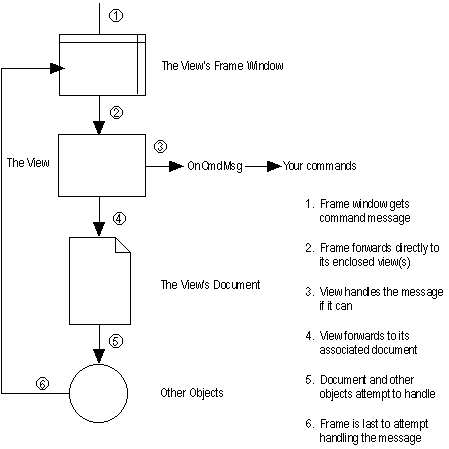 1
The View's Frame Window
2
3
The View
OnCmdMsg
Your commands
4
The View's Document
5
6
Other Objects
1. Frame window gets
command message
2. Frame forwards directly to
its enclosed view(s)
3. View handles the message
if it can
4. View forwards to its
associated document
5. Document and other
objects attempt to handle
6. Frame is last to attempt
handling the message